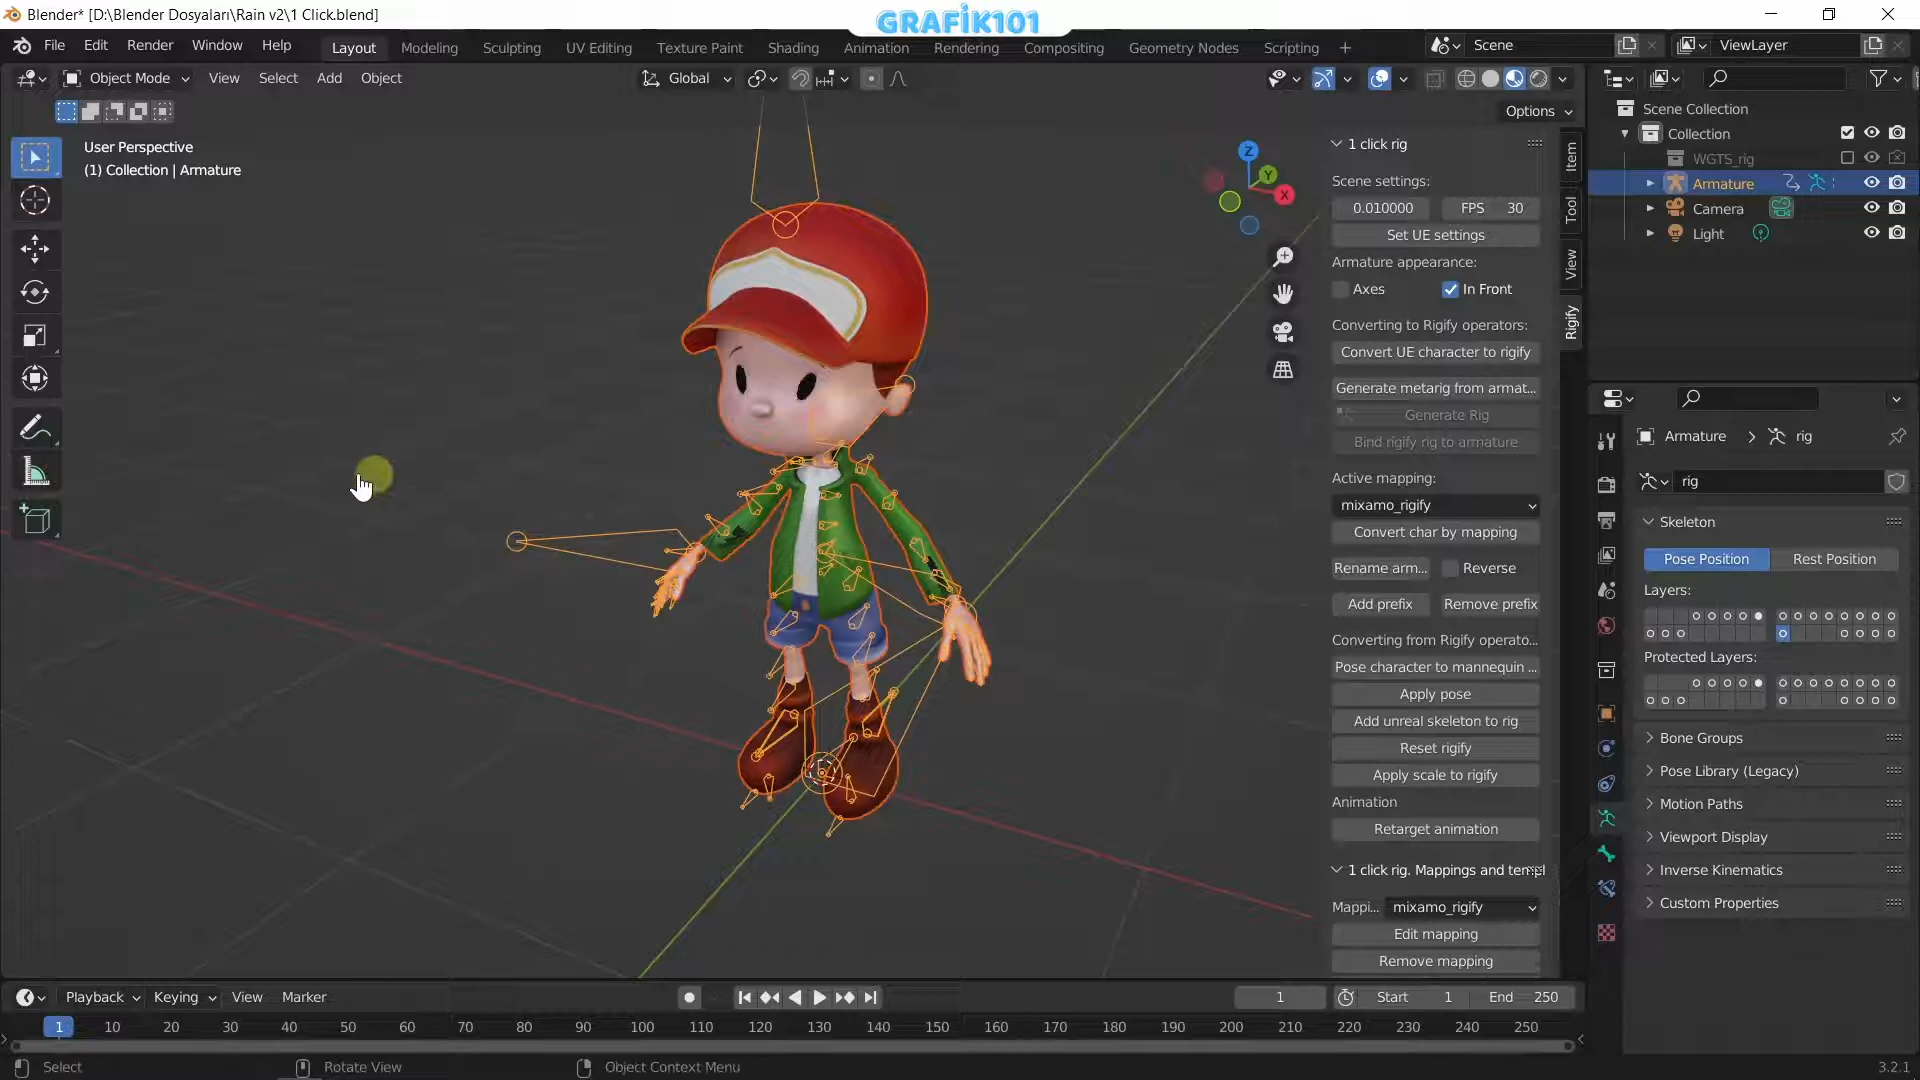 Blender* [D:\Blender Dosyaları\Rain v2\1 Click.blend]
GRAFİK101
File Edit Render Window Help Layout Modeling Sculpting UV Editing Texture Paint Shading Animation Rendering Compositing Geometry Nodes Scripting + Scene ViewLayer
Object Mode View Select Add Object Global
Options
User Perspective
(1) Collection | Armature
Z
Y
X
1 click rig
Scene settings:
0.010000 FPS 30
Set UE settings
Armature appearance:
Axes In Front
Converting to Rigify operators:
Convert UE character to rigify
Generate metarig from armat...
Generate Rig
Bind rigify rig to armature
Active mapping:
mixamo_rigify
Convert char by mapping
Rename arm... Reverse
Add prefix Remove prefix
Converting from Rigify operato...
Pose character to mannequin ...
Apply pose
Add unreal skeleton to rig
Reset rigify
Apply scale to rigify
Animation
Retarget animation
1 click rig. Mappings and templ
Mappi... mixamo_rigify
Edit mapping
Remove mapping
Item
Tool
View
Rigify
Scene Collection
Collection
WGTS_rig
Armature
Camera
Light
Armature > rig
rig
Skeleton
Pose Position Rest Position
Layers:
Protected Layers:
Bone Groups
Pose Library (Legacy)
Motion Paths
Viewport Display
Inverse Kinematics
Custom Properties
Playback Keying View Marker 1 Start 1 End 250
1 10 20 30 40 50 60 70 80 90 100 110 120 130 140 150 160 170 180 190 200 210 220 230 240 250
Select Rotate View Object Context Menu 3.2.1